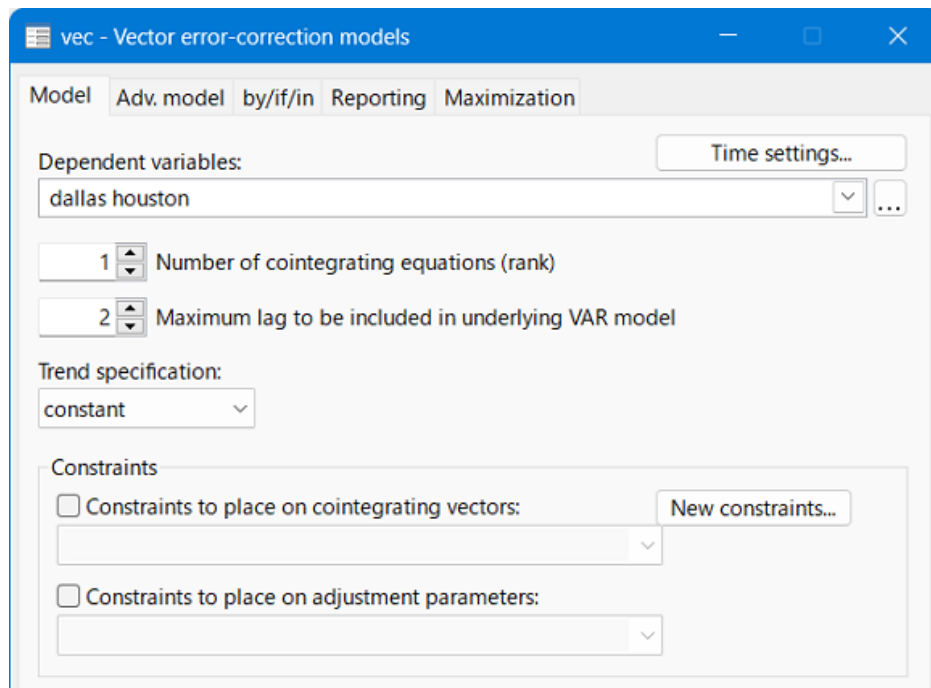 vec - Vector error-correction models
Model Adv. model by/if/in Reporting Maximization
Time settings...
Dependent variables:
dallas houston
...
1 Number of cointegrating equations (rank)
2 Maximum lag to be included in underlying VAR model
Trend specification:
constant
Constraints
Constraints to place on cointegrating vectors:
New constraints...
Constraints to place on adjustment parameters: